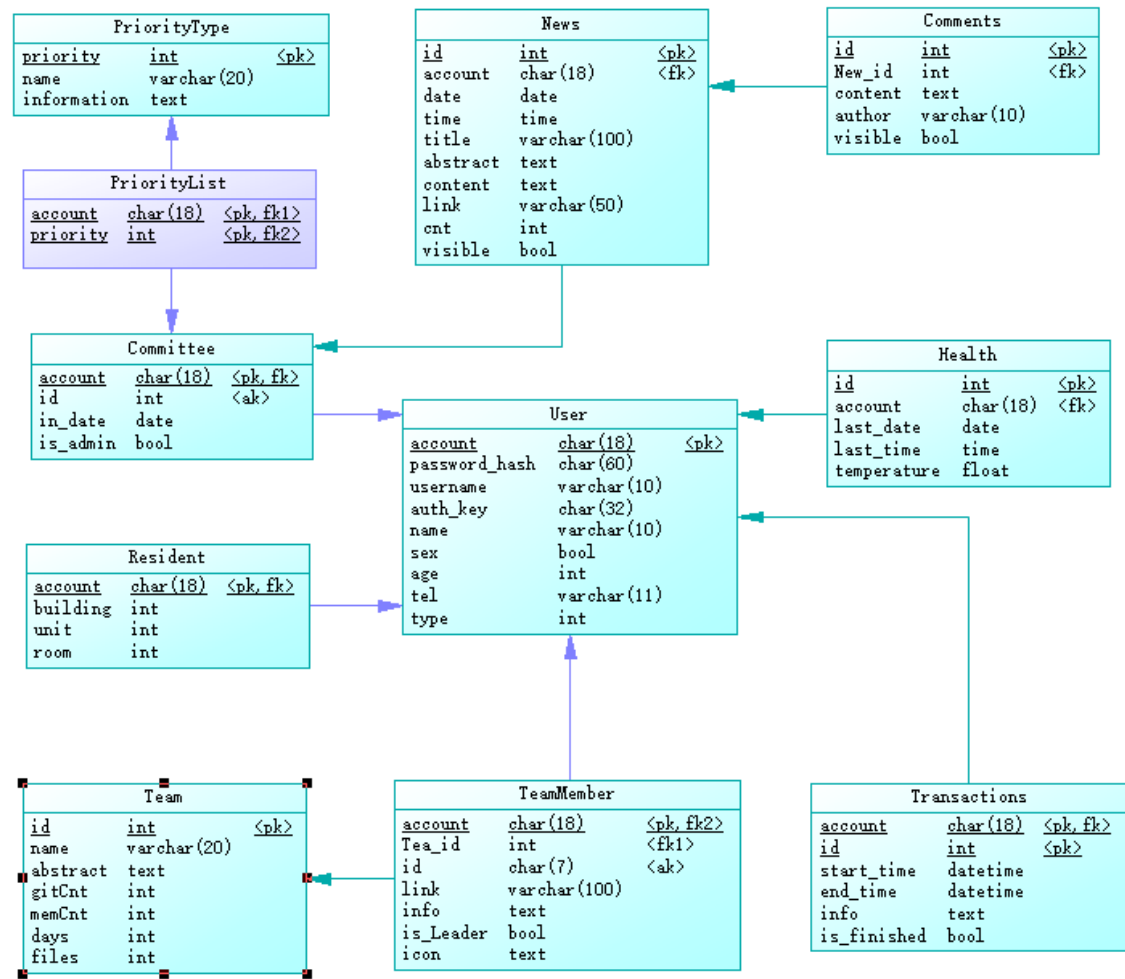 PriorityType
priority int <pk>
name varchar(20)
information text
News
id int <pk>
account char(18) <fk>
date date
time time
title varchar(100)
abstract text
content text
link varchar(50)
cnt int
visible bool
Comments
id int <pk>
New_id int <fk>
content text
author varchar(10)
visible bool
PriorityList
account char(18) <pk,fk1>
priority int <pk,fk2>
Committee
account char(18) <pk,fk>
id int <ak>
in_date date
is_admin bool
User
account char(18) <pk>
password_hash char(60)
username varchar(10)
auth_key char(32)
name varchar(10)
sex bool
age int
tel varchar(11)
type int
Health
id int <pk>
account char(18) <fk>
last_date date
last_time time
temperature float
Resident
account char(18) <pk,fk>
building int
unit int
room int
Team
id int <pk>
name varchar(20)
abstract text
gitCnt int
memCnt int
days int
files int
TeamMember
account char(18) <pk,fk2>
Tea_id int <fk1>
id char(7) <ak>
link varchar(100)
info text
is_Leader bool
icon text
Transactions
account char(18) <pk,fk>
id int <pk>
start_time datetime
end_time datetime
info text
is_finished bool